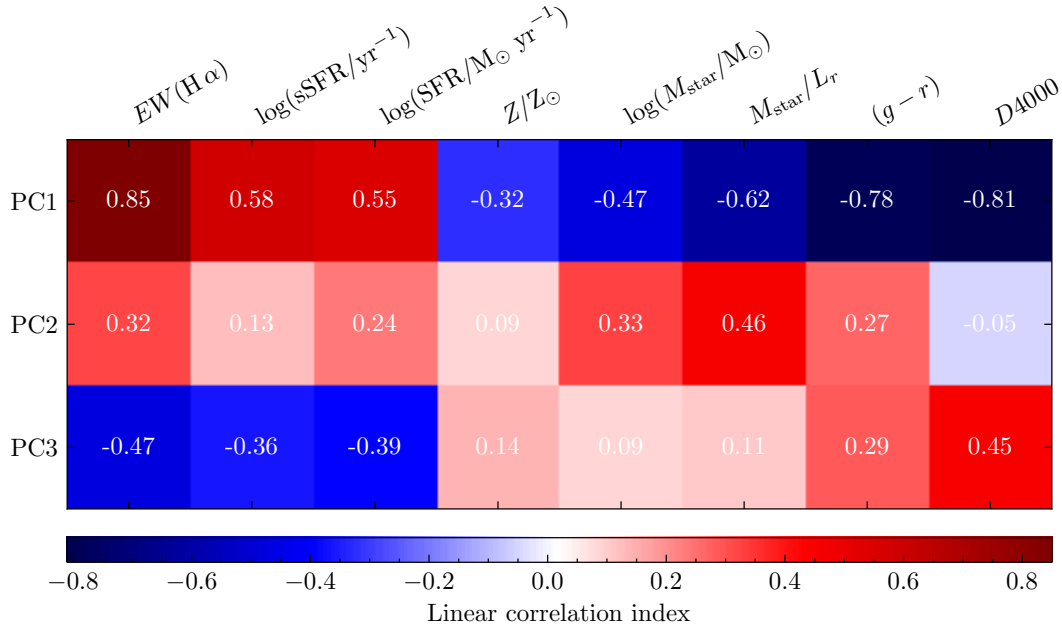 EW(H α) log(sSFR/yr⁻¹) log(SFR/M⊙ yr⁻¹) Z/Z⊙ log(M_star/M⊙) M_star/L_r (g − r) D4000
PC1 0.85 0.58 0.55 -0.32 -0.47 -0.62 -0.78 -0.81
PC2 0.32 0.13 0.24 0.09 0.33 0.46 0.27 -0.05
PC3 -0.47 -0.36 -0.39 0.14 0.09 0.11 0.29 0.45
−0.8 −0.6 −0.4 −0.2 0.0 0.2 0.4 0.6 0.8
Linear correlation index